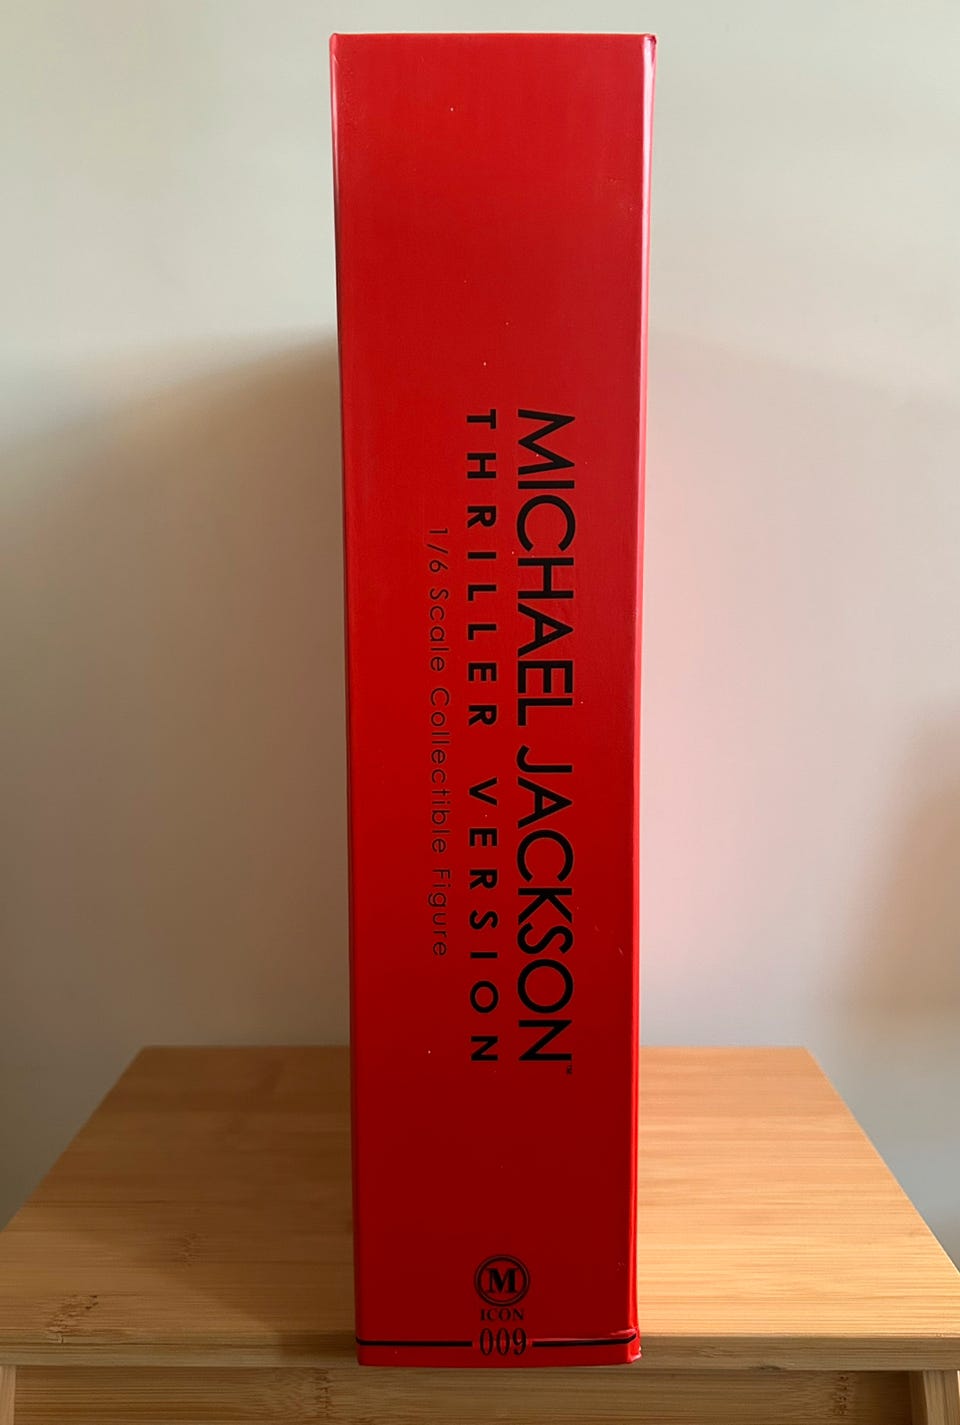 MICHAEL JACKSON™
THRILLER VERSION
1/6 Scale Collectible Figure
M
ICON
009